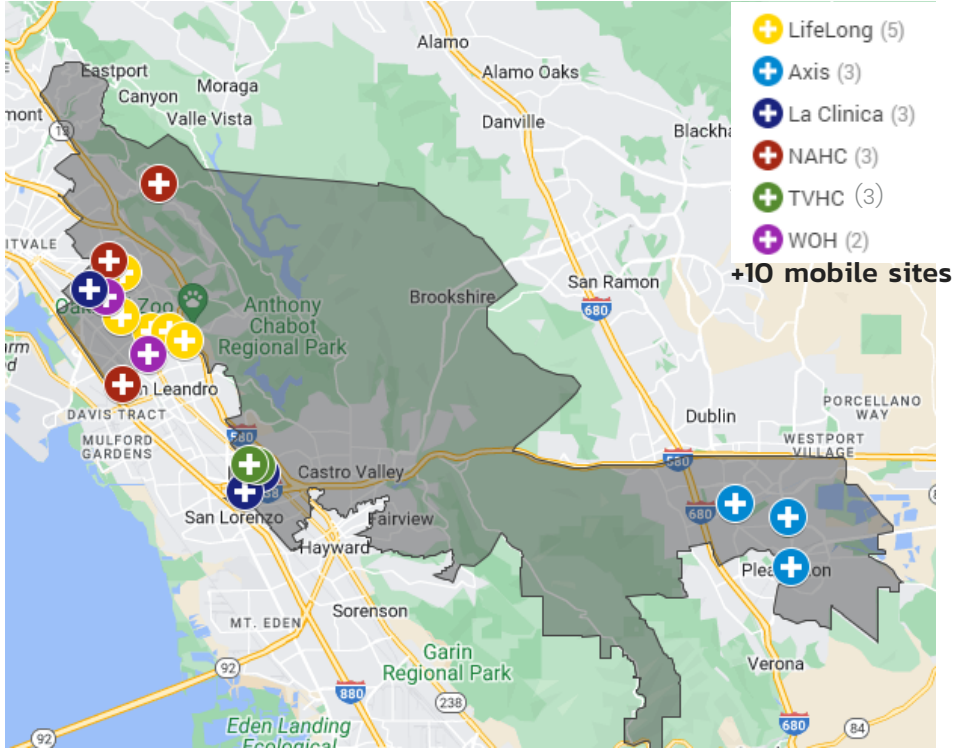 Alamo
Eastport
Alamo Oaks
Canyon
Moraga
mont
Valle Vista
Danville
13
Blackha
LifeLong (5)
Axis (3)
La Clinica (3)
NAHC (3)
TVHC (3)
WOH (2)
+10 mobile sites
ITVALE
San Ramon
680
Brookshire
Zoo
Anthony
Chabot
Regional Park
arm
d
n Leandro
DAVIS TRACT
MULFORD
GARDENS
580
Dublin
PORCELLANO
WAY
WESTPORT
VILLAGE
580
Castro Valley
680
San Lorenzo
Fairview
Hayward
Sorenson
MT. EDEN
Garin
Regional Park
Verona
92
880
238
680
84
92
Eden Landing
Ecological